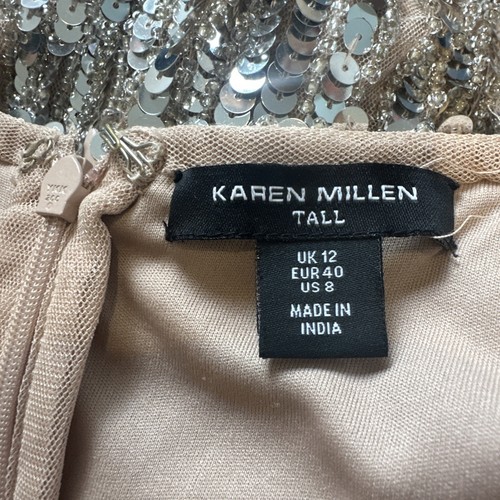 KAREN MILLEN
TALL
UK 12
EUR 40
US 8
MADE IN
INDIA